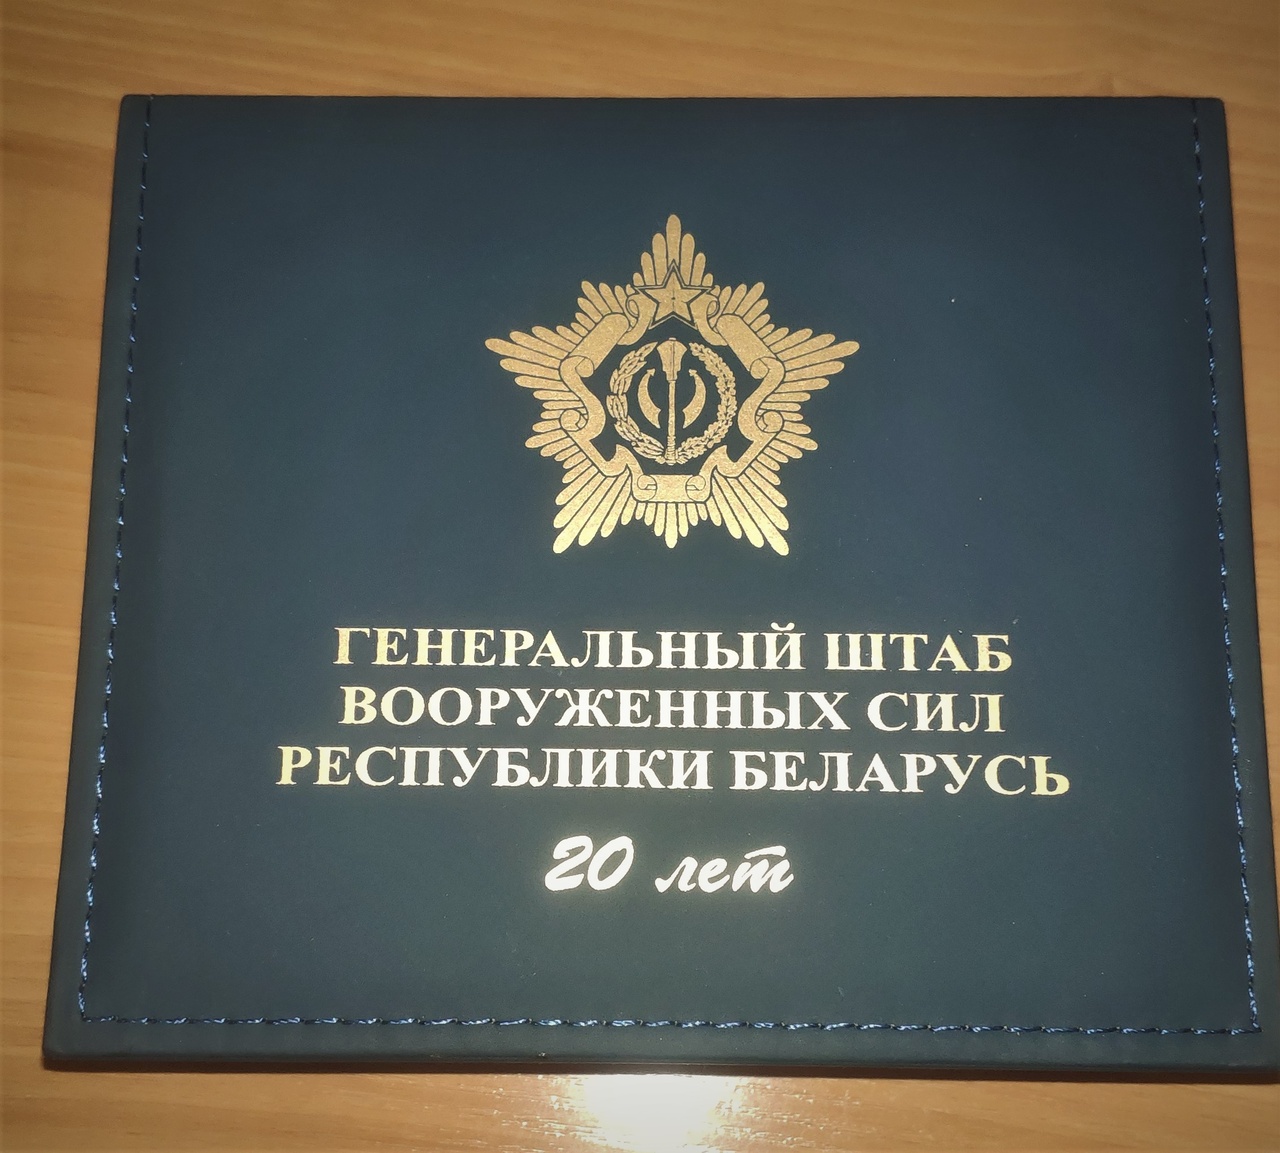 ГЕНЕРАЛЬНЫЙ ШТАБ
ВООРУЖЕННЫХ СИЛ
РЕСПУБЛИКИ БЕЛАРУСЬ
20 лет